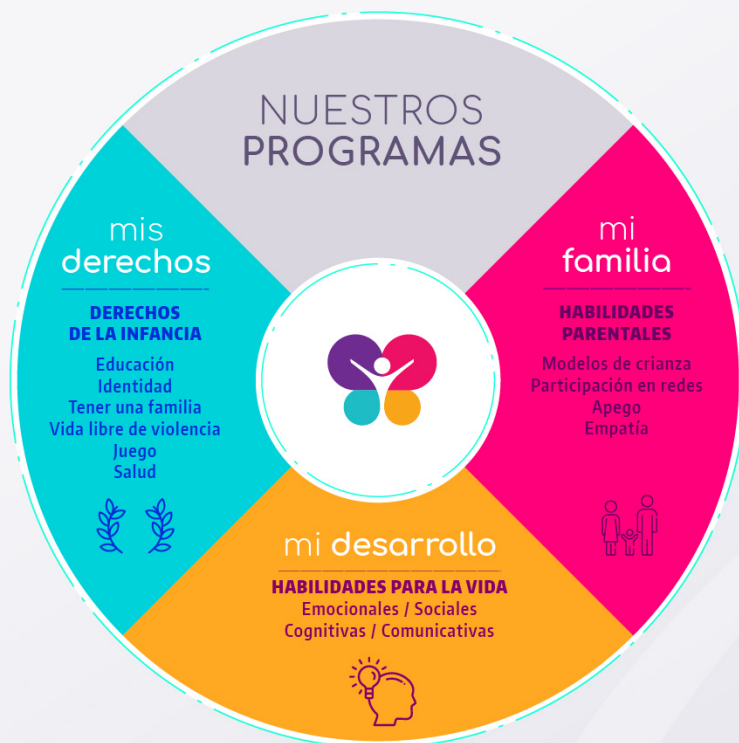 NUESTROS
PROGRAMAS
mis
derechos
DERECHOS
DE LA INFANCIA
Educación
Identidad
Tener una familia
Vida libre de violencia
Juego
Salud
mi
familia
HABILIDADES
PARENTALES
Modelos de crianza
Participación en redes
Apego
Empatía
mi desarrollo
HABILIDADES PARA LA VIDA
Emocionales / Sociales
Cognitivas / Comunicativas